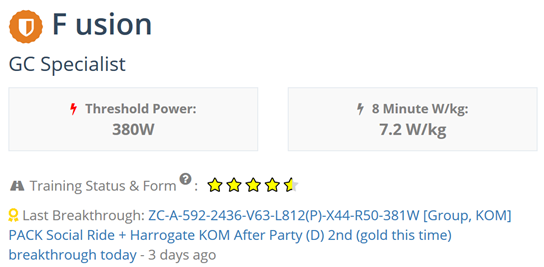 F usion
GC Specialist
Threshold Power:
380W
8 Minute W/kg:
7.2 W/kg
Training Status & Form ? :
Last Breakthrough: ZC-A-592-2436-V63-L812(P)-X44-R50-381W [Group, KOM]
PACK Social Ride + Harrogate KOM After Party (D) 2nd (gold this time)
breakthrough today - 3 days ago